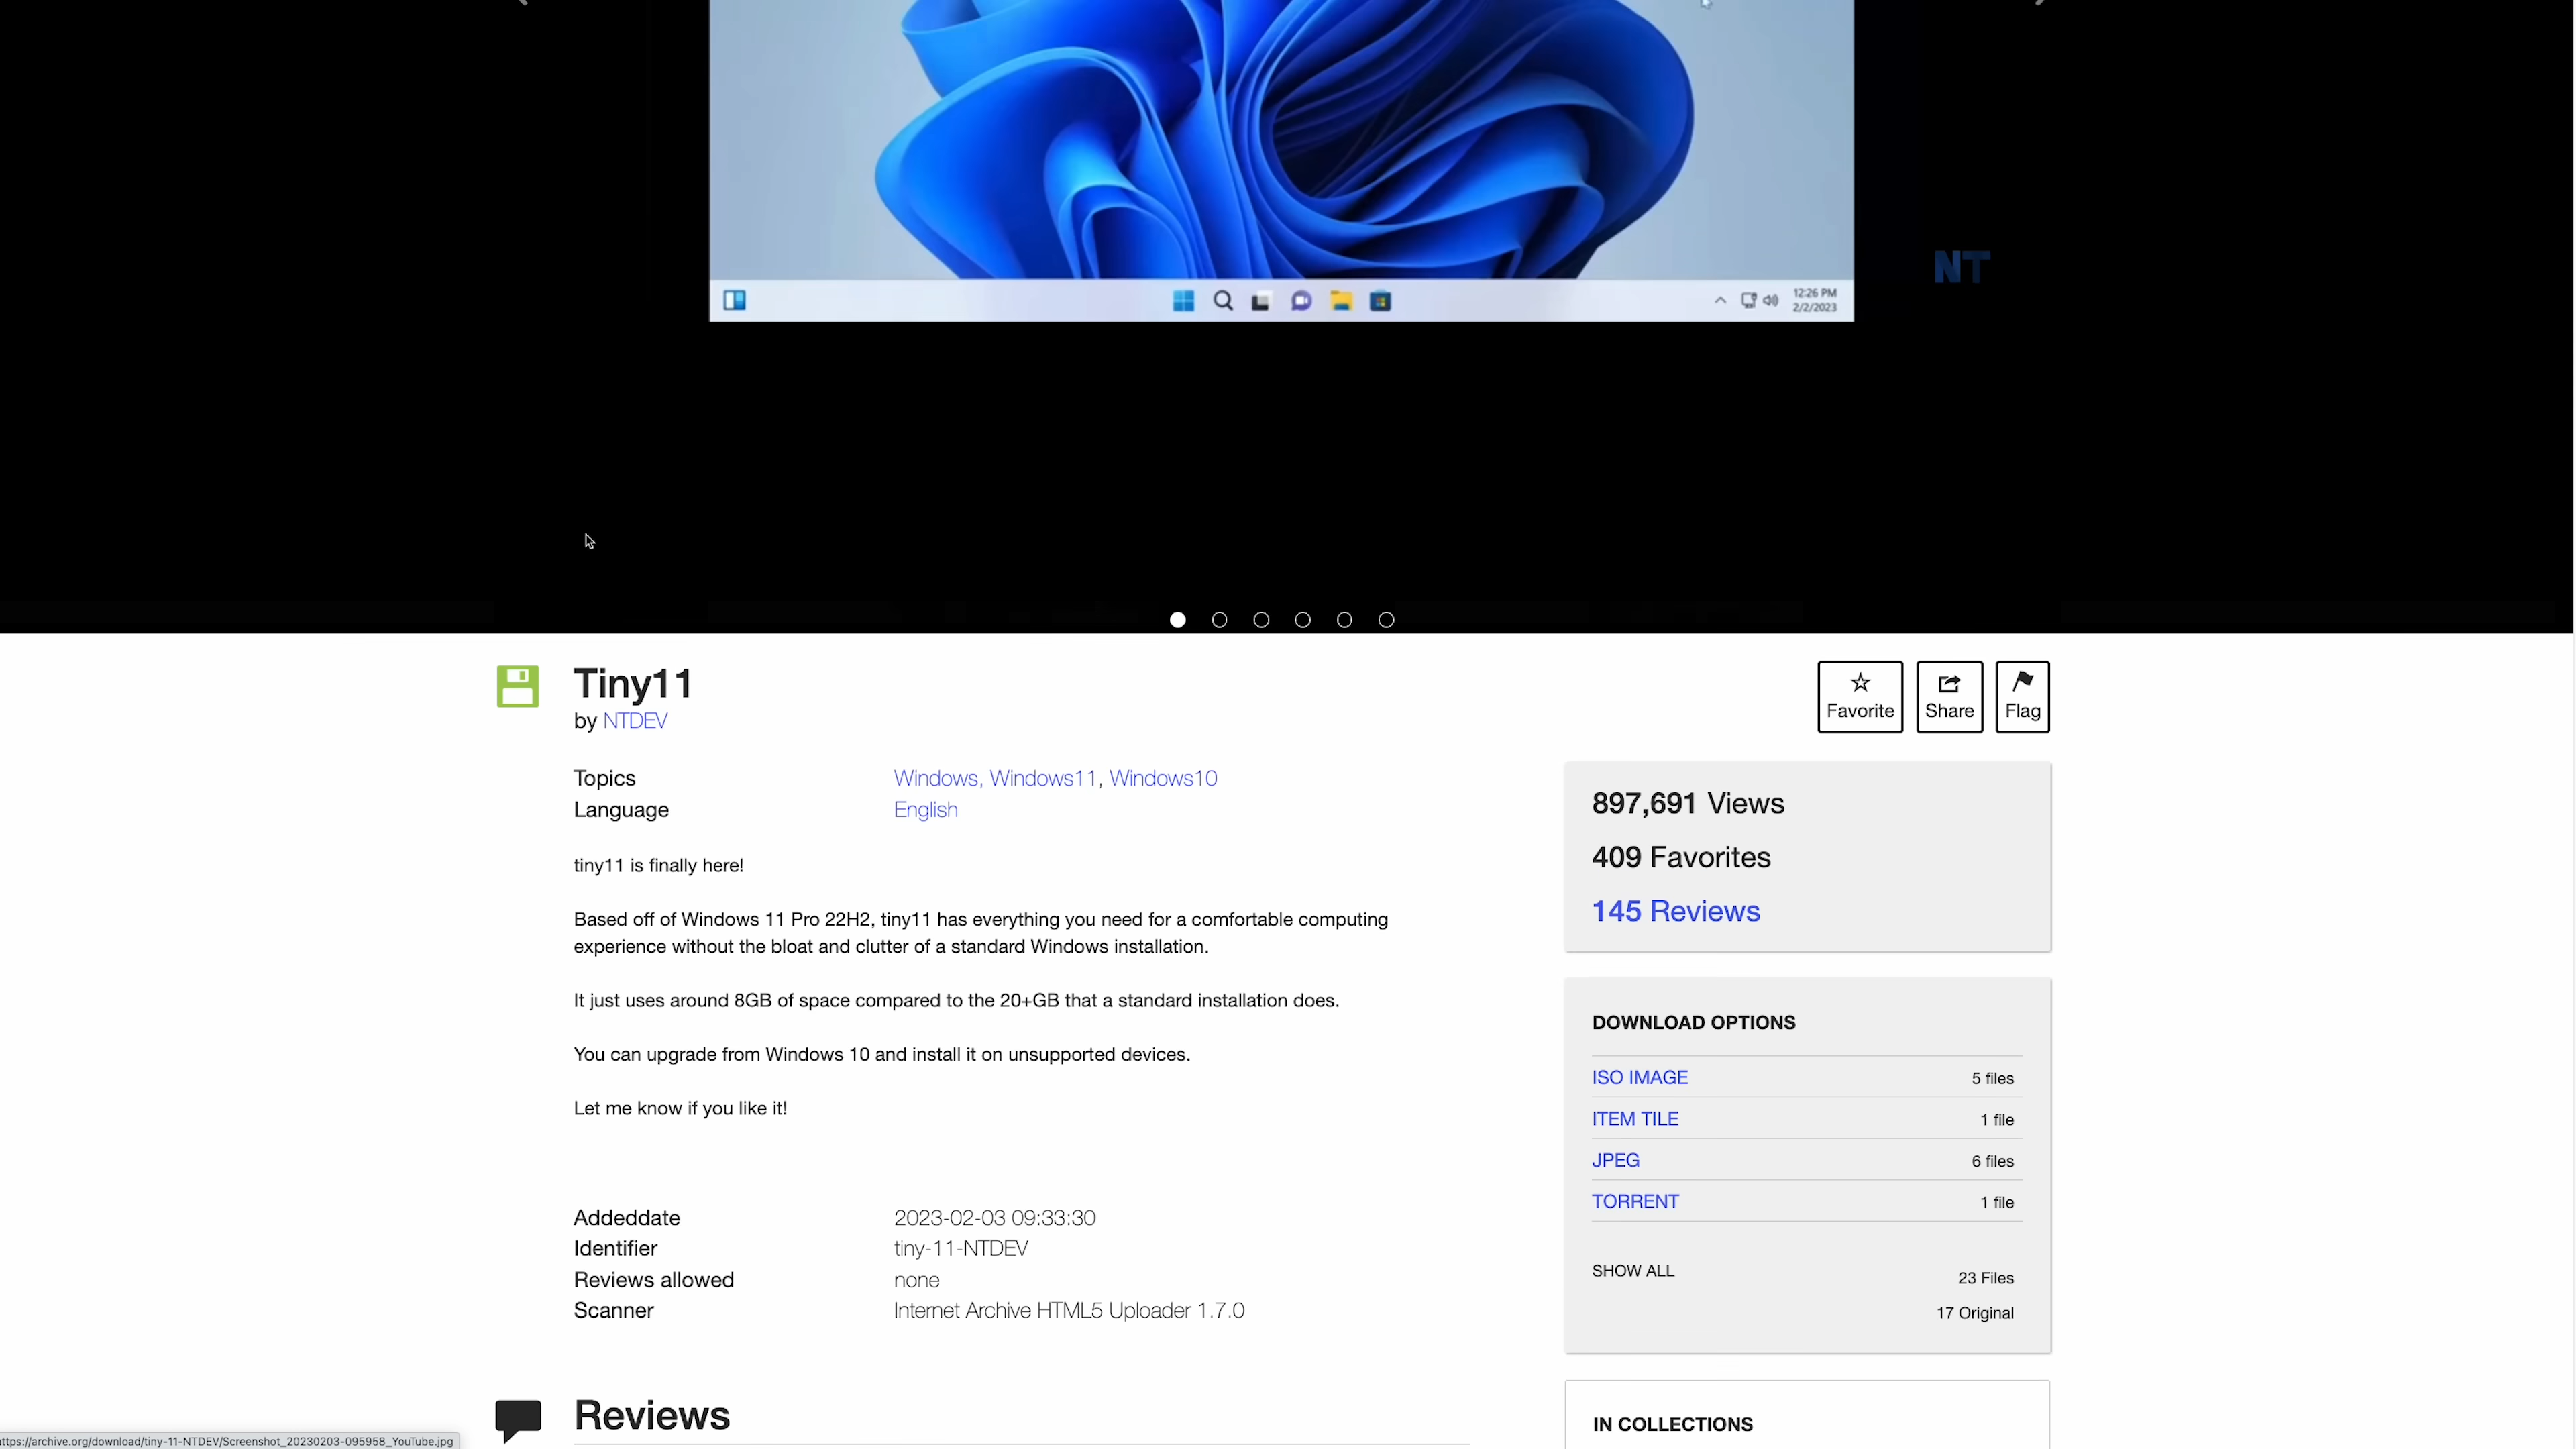 NT
12:26 PM
2/2/2023
Tiny11
by NTDEV
Favorite
Share
Flag
Topics Windows, Windows11, Windows10
Language English
tiny11 is finally here!
Based off of Windows 11 Pro 22H2, tiny11 has everything you need for a comfortable computing
experience without the bloat and clutter of a standard Windows installation.
It just uses around 8GB of space compared to the 20+GB that a standard installation does.
You can upgrade from Windows 10 and install it on unsupported devices.
Let me know if you like it!
Addeddate 2023-02-03 09:33:30
Identifier tiny-11-NTDEV
Reviews allowed none
Scanner Internet Archive HTML5 Uploader 1.7.0
Reviews
897,691 Views
409 Favorites
145 Reviews
DOWNLOAD OPTIONS
ISO IMAGE 5 files
ITEM TILE 1 file
JPEG 6 files
TORRENT 1 file
SHOW ALL 23 Files
17 Original
IN COLLECTIONS
ttps://archive.org/download/tiny-11-NTDEV/Screenshot_20230203-095958_YouTube.jpg